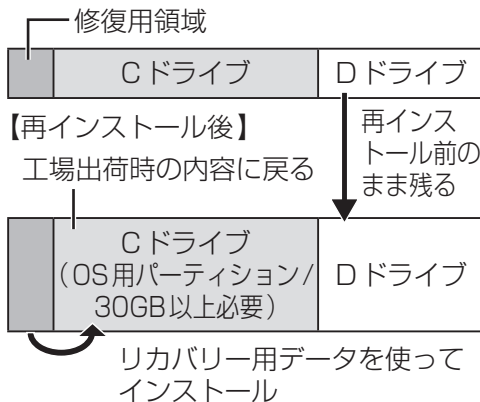 修復用領域
Cドライブ
Dドライブ
【再インストール後】
工場出荷時の内容に戻る
再インス
トール前の
まま残る
Cドライブ
（OS用パーティション/
30GB以上必要）
Dドライブ
リカバリー用データを使って
インストール